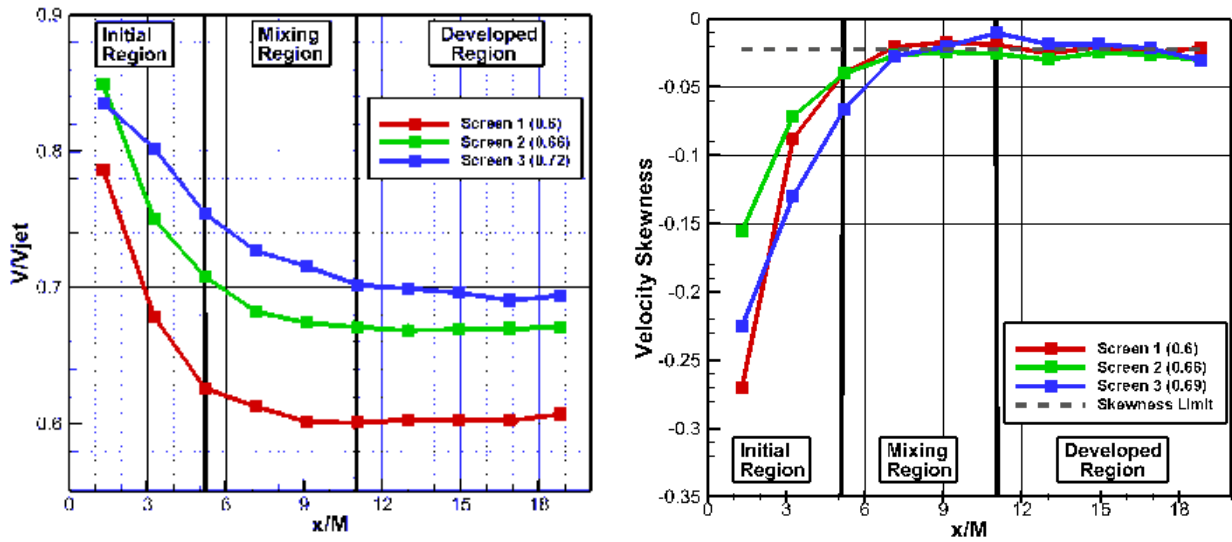 0.9
0.8
0.7
0.6
V/Vjet
Initial
Region
Mixing
Region
Developed
Region
Screen 1 (0.6)
Screen 2 (0.66)
Screen 3 (0.72)
0
3
6
9
12
15
18
x/M
0
-0.05
-0.1
-0.15
-0.2
-0.25
-0.3
-0.35
Velocity Skewness
Screen 1 (0.6)
Screen 2 (0.66)
Screen 3 (0.69)
Skewness Limit
Initial
Region
Mixing
Region
Developed
Region
0
3
6
9
12
15
18
x/M